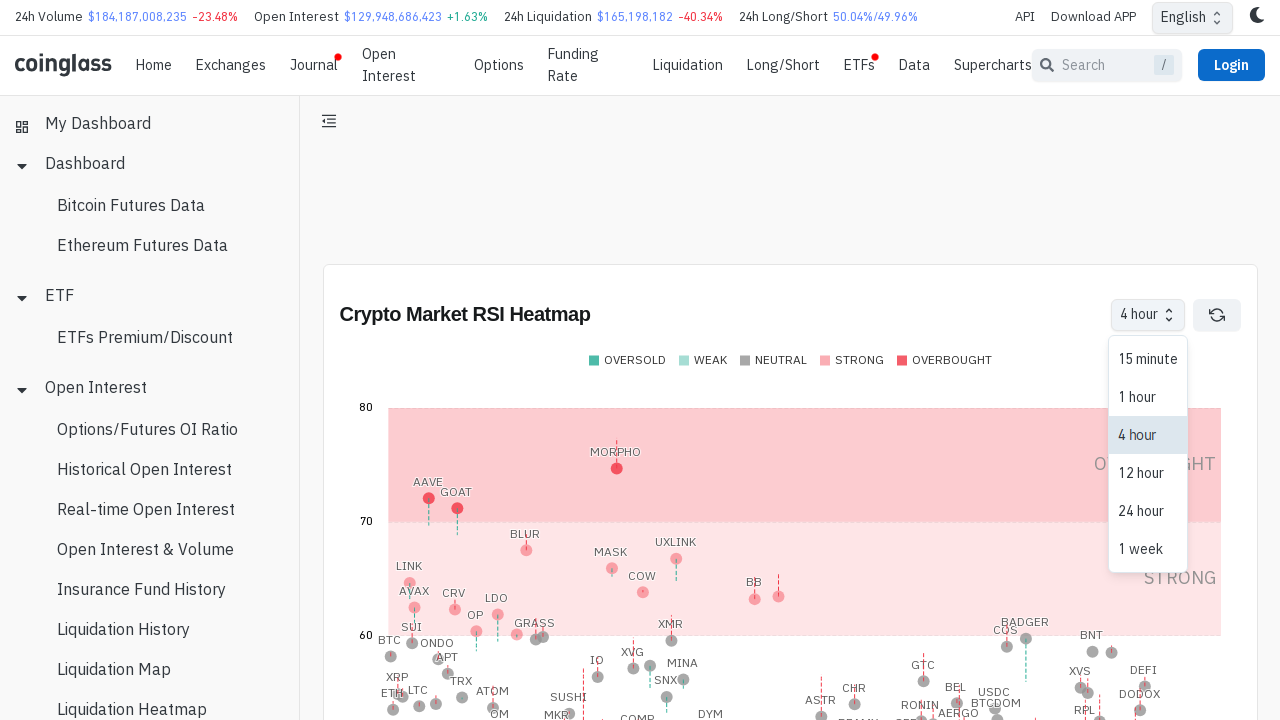 24h Volume $184,187,008,235 -23.48% Open Interest $129,948,686,423 +1.63% 24h Liquidation $165,198,182 -40.34% 24h Long/Short 50.04%/49.96% API Download APP English
coinglass Home Exchanges Journal Open Interest Options Funding Rate Liquidation Long/Short ETFs Data Supercharts Search / Login
My Dashboard
Dashboard
Bitcoin Futures Data
Ethereum Futures Data
ETF
ETFs Premium/Discount
Open Interest
Options/Futures OI Ratio
Historical Open Interest
Real-time Open Interest
Open Interest & Volume
Insurance Fund History
Liquidation History
Liquidation Map
Liquidation Heatmap
Crypto Market RSI Heatmap 4 hour
15 minute
1 hour
4 hour
12 hour
24 hour
1 week
OVERSOLD WEAK NEUTRAL STRONG OVERBOUGHT
80
MORPHO
AAVE
GOAT
70
BLUR
UXLINK
MASK
LINK
COW
STRONG
BB
AVAX
CRV
LDO
OP
GRASS
SUI
XMR
BADGER
COS
60
BTC
ONDO
BNT
APT
XVG
IO
MINA
GTC
XRP
XVS
DEFI
TRX
SNX
ETH
LTC
ATOM
SUSHI
CHR
BEL
USDC
DODOX
ASTR
RONIN
BTCDOM
RPL
OM
MKR
DYM
AERGO
COMP